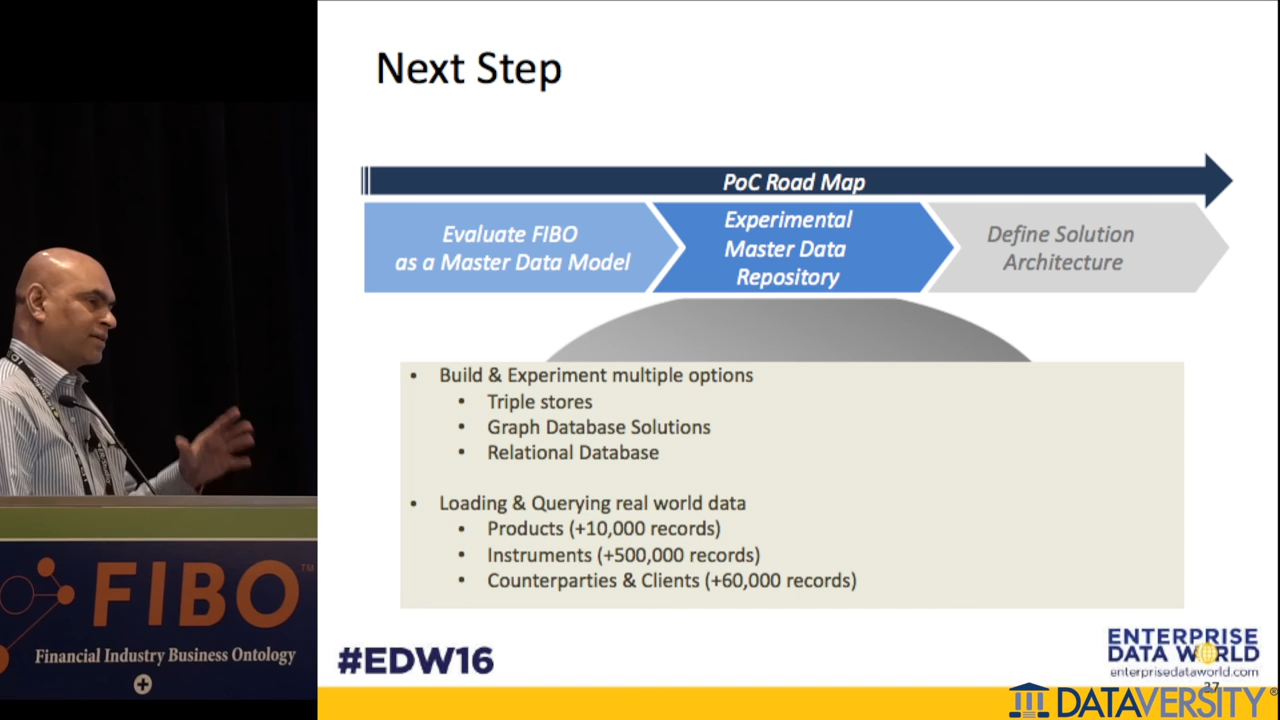 Next Step
PoC Road Map
Evaluate FIBO
as a Master Data Model
Experimental
Master Data
Repository
Define Solution
Architecture
• Build & Experiment multiple options
• Triple stores
• Graph Database Solutions
• Relational Database
• Loading & Querying real world data
• Products (+10,000 records)
• Instruments (+500,000 records)
• Counterparties & Clients (+60,000 records)
FIBO™
Financial Industry Business Ontology
#EDW16
ENTERPRISE
DATA WORLD
enterprisedataworld.com
37
DATAVERSITY®